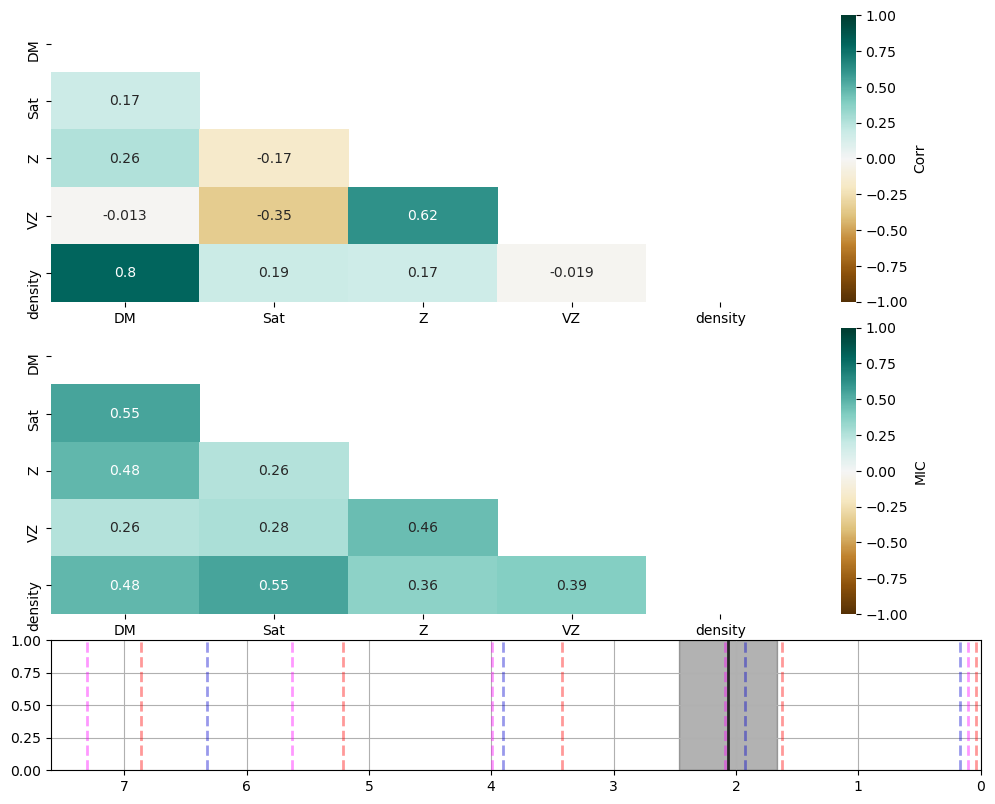 DM
Sat 0.17
Z 0.26 -0.17
VZ -0.013 -0.35 0.62
density 0.8 0.19 0.17 -0.019
DM Sat Z VZ density
1.00
0.75
0.50
0.25
0.00
−0.25
−0.50
−0.75
−1.00
Corr
DM
Sat 0.55
Z 0.48 0.26
VZ 0.26 0.28 0.46
density 0.48 0.55 0.36 0.39
DM Sat Z VZ density
1.00
0.75
0.50
0.25
0.00
−0.25
−0.50
−0.75
−1.00
MIC
1.00
0.75
0.50
0.25
0.00
7 6 5 4 3 2 1 0